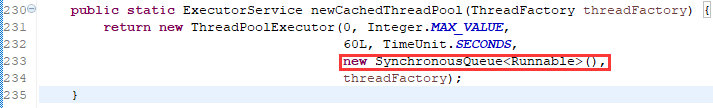 230 public static ExecutorService newCachedThreadPool(ThreadFactory threadFactory) {
231 return new ThreadPoolExecutor(0, Integer.MAX_VALUE,
232 60L, TimeUnit.SECONDS,
233 new SynchronousQueue<Runnable>(),
234 threadFactory);
235 }